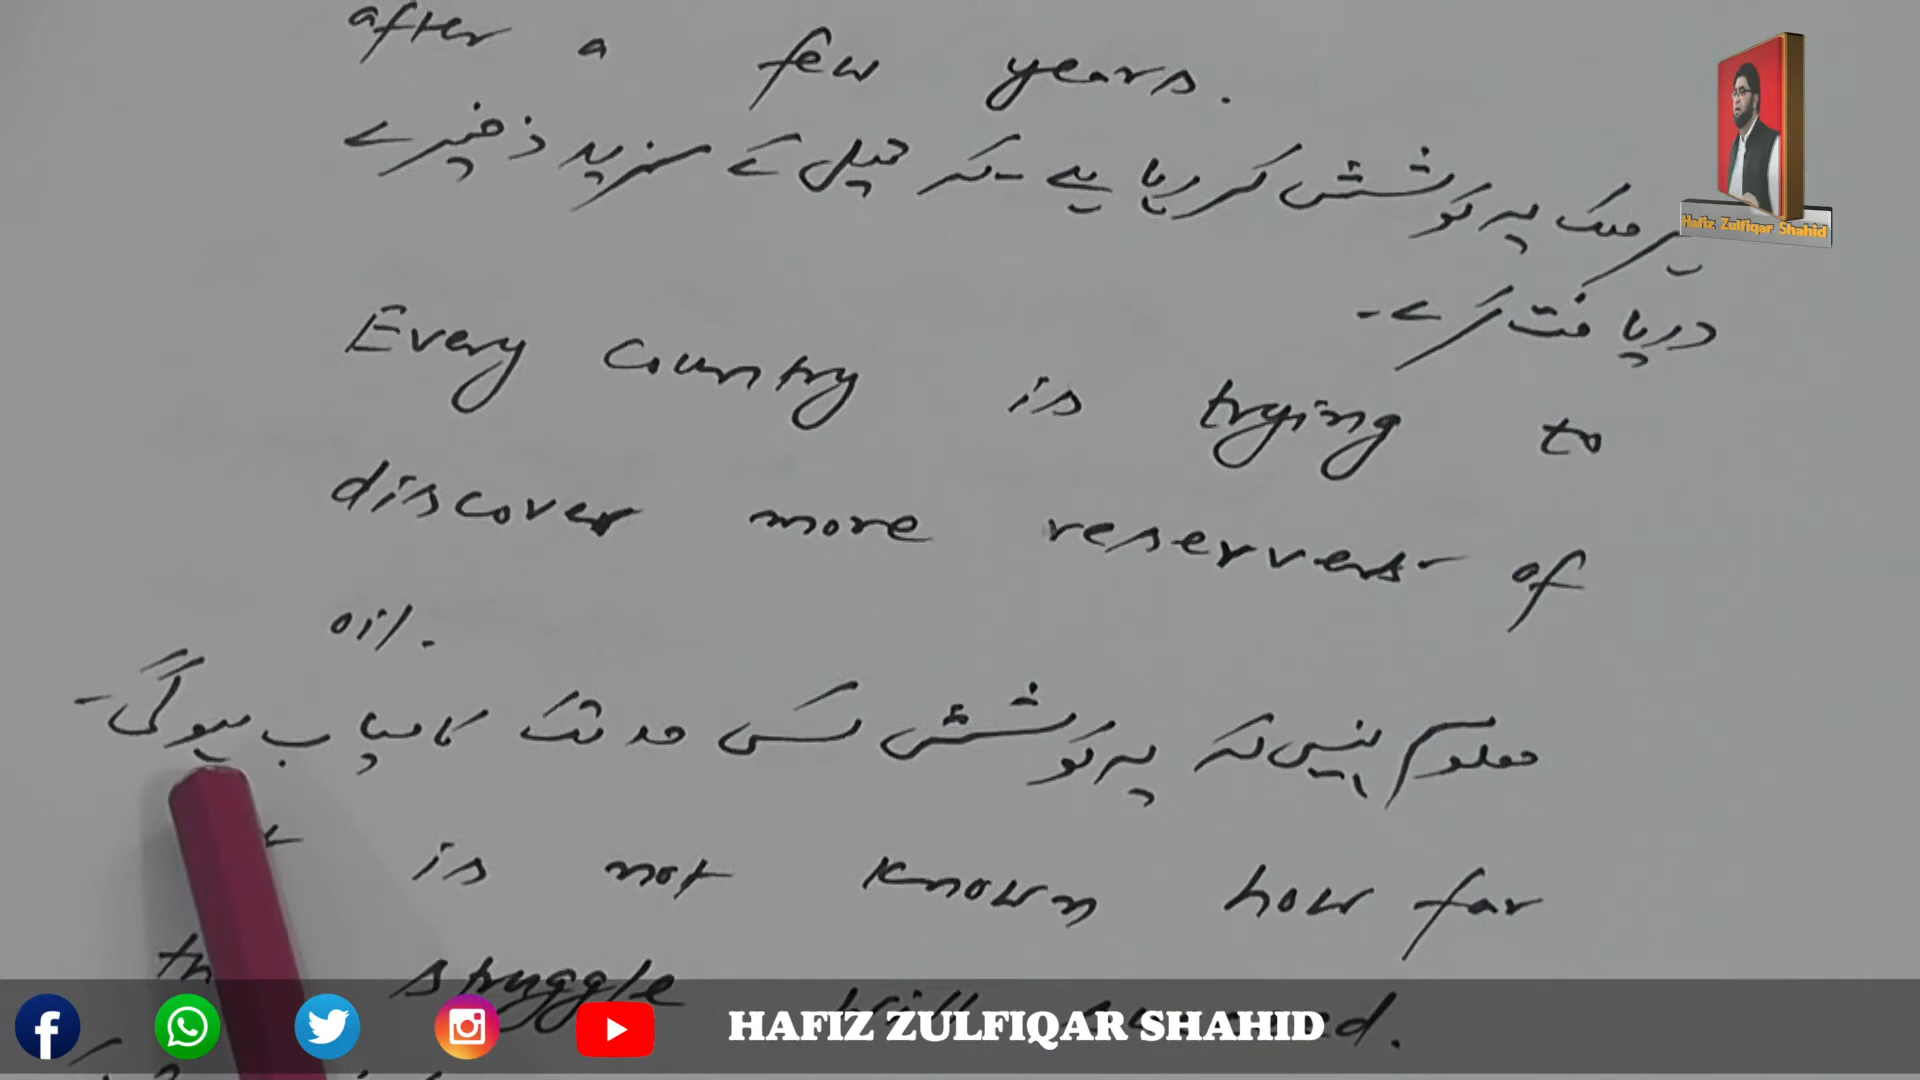 after a few years.
ہر ملک یہ کوشش کر رہا ہے۔ کہ تیل کے مزید ذخیرے
دریافت کرے۔
Every country is trying to
discover more reserves of
oil.
معلوم نہیں کہ یہ کوشش کس حد تک کامیاب ہوگی۔
is not known how far
struggle will succeed.
Hafiz Zulfiqar Shahid
HAFIZ ZULFIQAR SHAHID